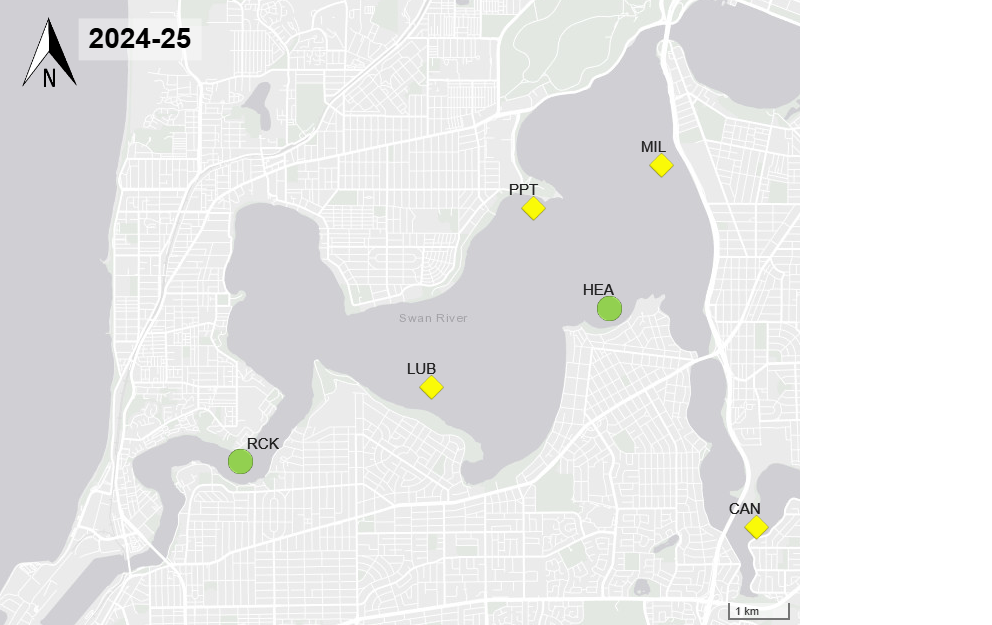 2024-25
N
MIL
PPT
HEA
Swan River
LUB
RCK
CAN
1 km